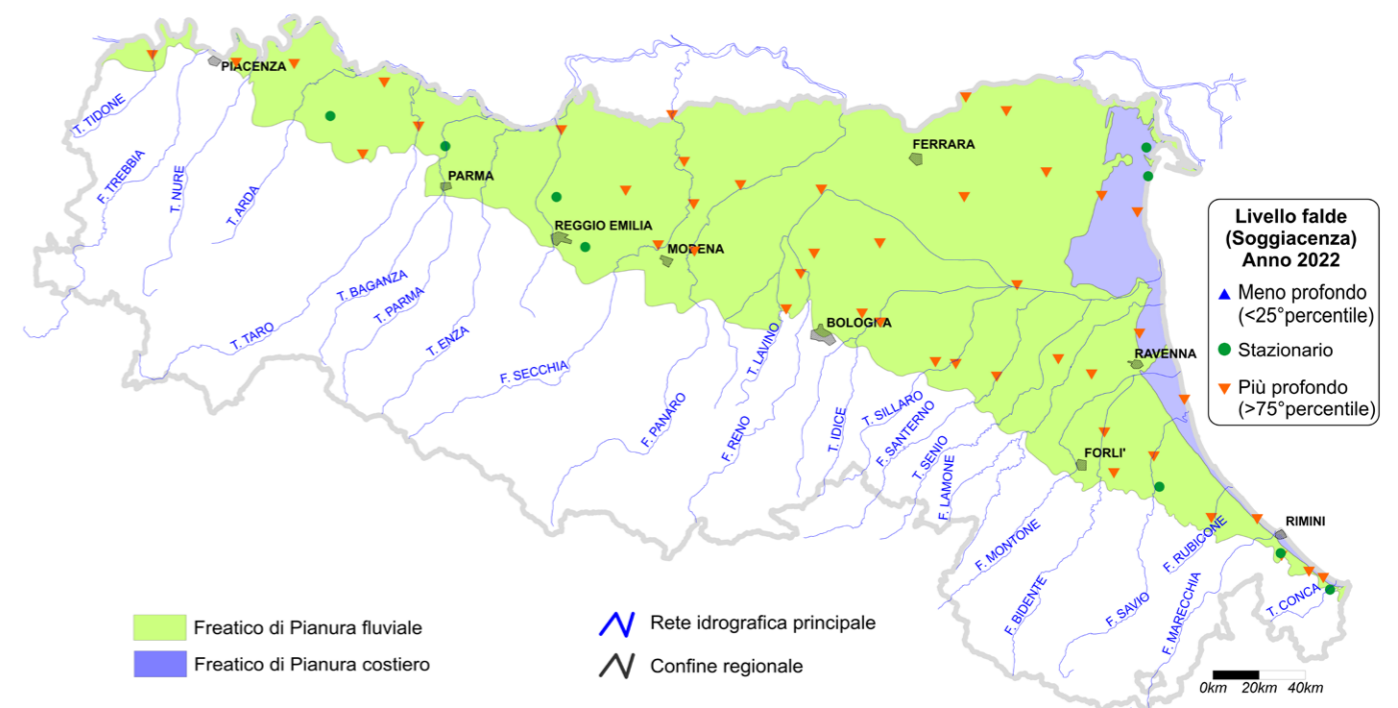 PIACENZA
T. TIDONE
F. TREBBIA
T. NURE
T. ARDA
PARMA
FERRARA
REGGIO EMILIA
MODENA
BOLOGNA
RAVENNA
FORLI'
RIMINI
T. TARO
T. BAGANZA
T. PARMA
T. ENZA
F. SECCHIA
F. PANARO
T. LAVINO
F. RENO
T. IDICE
T. SILLARO
F. SANTERNO
T. SENIO
F. LAMONE
F. MONTONE
F. BIDENTE
F. SAVIO
F. RUBICONE
F. MARECCHIA
T. CONCA
Livello falde
(Soggiacenza)
Anno 2022
Meno profondo
(<25°percentile)
Stazionario
Più profondo
(>75°percentile)
Freatico di Pianura fluviale
Freatico di Pianura costiero
Rete idrografica principale
Confine regionale
0km 20km 40km